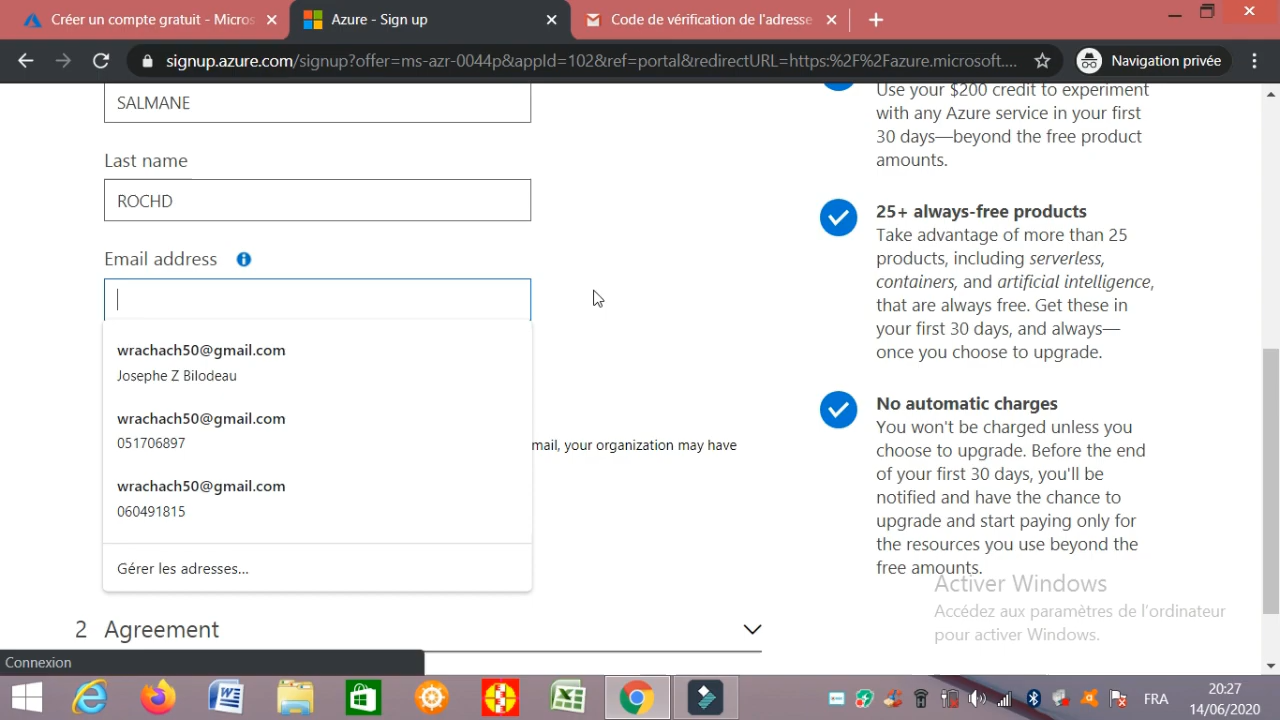 Créer un compte gratuit - Micros
Azure - Sign up
Code de vérification de l'adresse
signup.azure.com/signup?offer=ms-azr-0044p&appId=102&ref=portal&redirectURL=https:%2F%2Fazure.microsoft....
Navigation privée
SALMANE
Last name
ROCHD
Email address
wrachach50@gmail.com
Josephe Z Bilodeau
wrachach50@gmail.com
051706897
wrachach50@gmail.com
060491815
Gérer les adresses...
mail, your organization may have
2 Agreement
Use your $200 credit to experiment
with any Azure service in your first
30 days—beyond the free product
amounts.
25+ always-free products
Take advantage of more than 25
products, including serverless,
containers, and artificial intelligence,
that are always free. Get these in
your first 30 days, and always—
once you choose to upgrade.
No automatic charges
You won't be charged unless you
choose to upgrade. Before the end
of your first 30 days, you'll be
notified and have the chance to
upgrade and start paying only for
the resources you use beyond the
free amounts.
Activer Windows
Accédez aux paramètres de l'ordinateur
pour activer Windows.
Connexion
FRA
20:27
14/06/2020